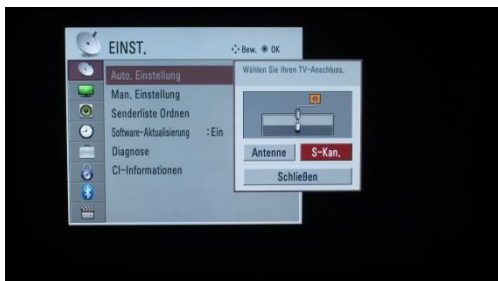 EINST.
Bew. OK
Auto. Einstellung
Man. Einstellung
Senderliste Ordnen
Software-Aktualisierung : Ein
Diagnose
CI-Informationen
Wählen Sie Ihren TV-Anschluss.
Antenne
S-Kan.
Schließen